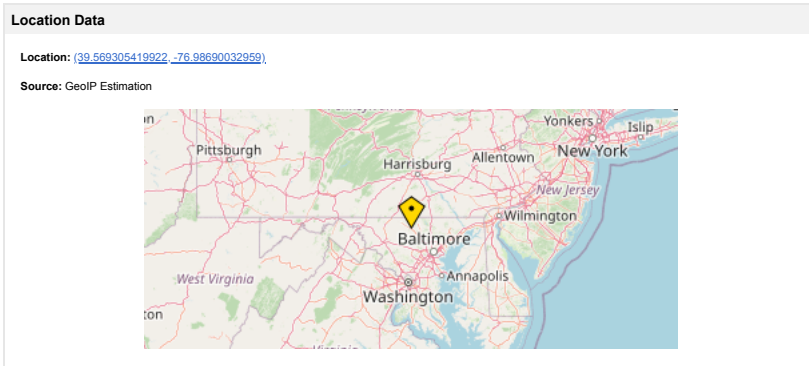 Location Data
Location: (39.569305419922, -76.98690032959)
Source: GeoIP Estimation
Yonkers
Islip
Pittsburgh
Allentown
New York
Harrisburg
New Jersey
Wilmington
Baltimore
West Virginia
Annapolis
Washington
ton